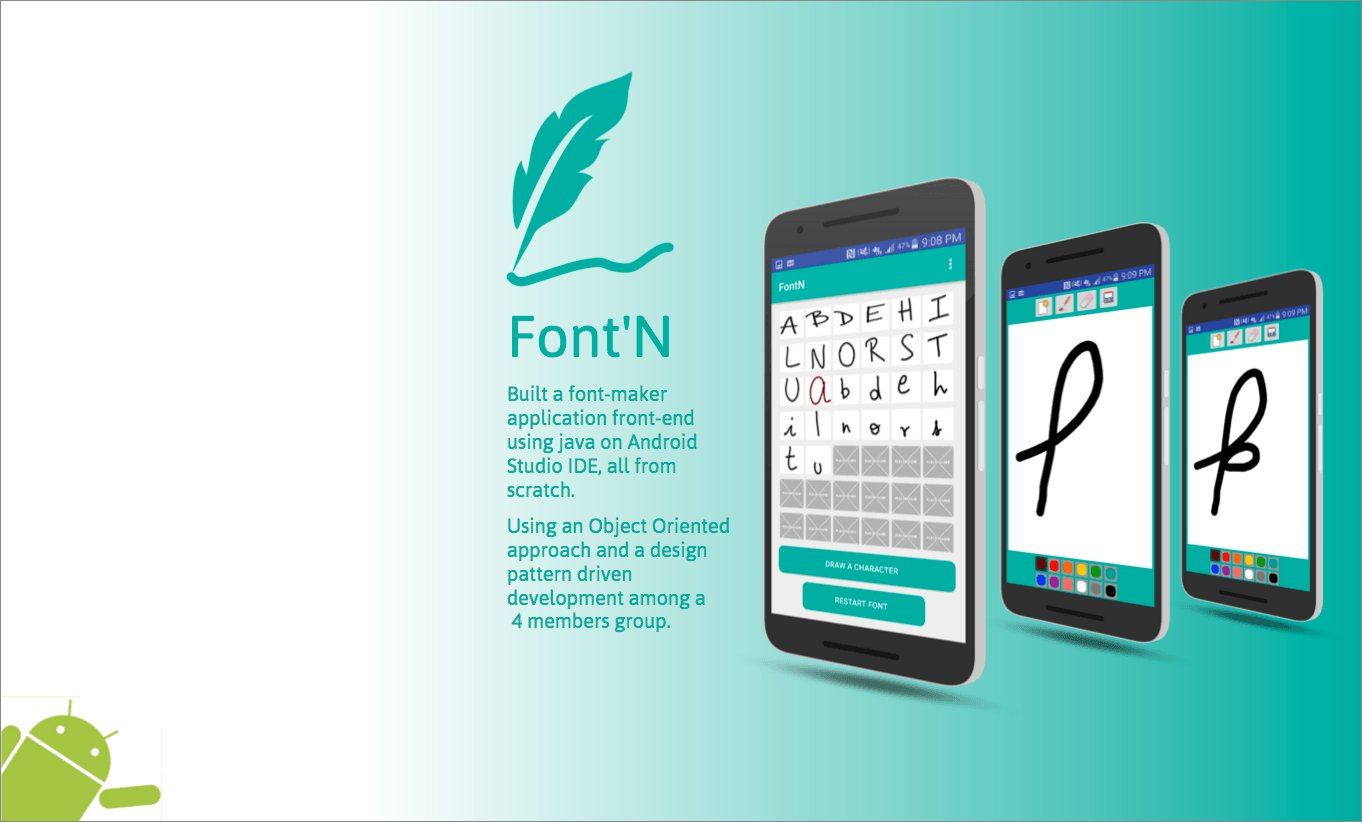 Font'N
Built a font-maker
application front-end
using java on Android
Studio IDE, all from
scratch.
Using an Object Oriented
approach and a design
pattern driven
development among a
4 members group.
47% 9:08 PM
FontN
A B D E H I
L N O R S T
U a b d e h
i l n o r s
t u
DRAW A CHARACTER
RESTART FONT
47% 9:09 PM
47% 9:09 PM